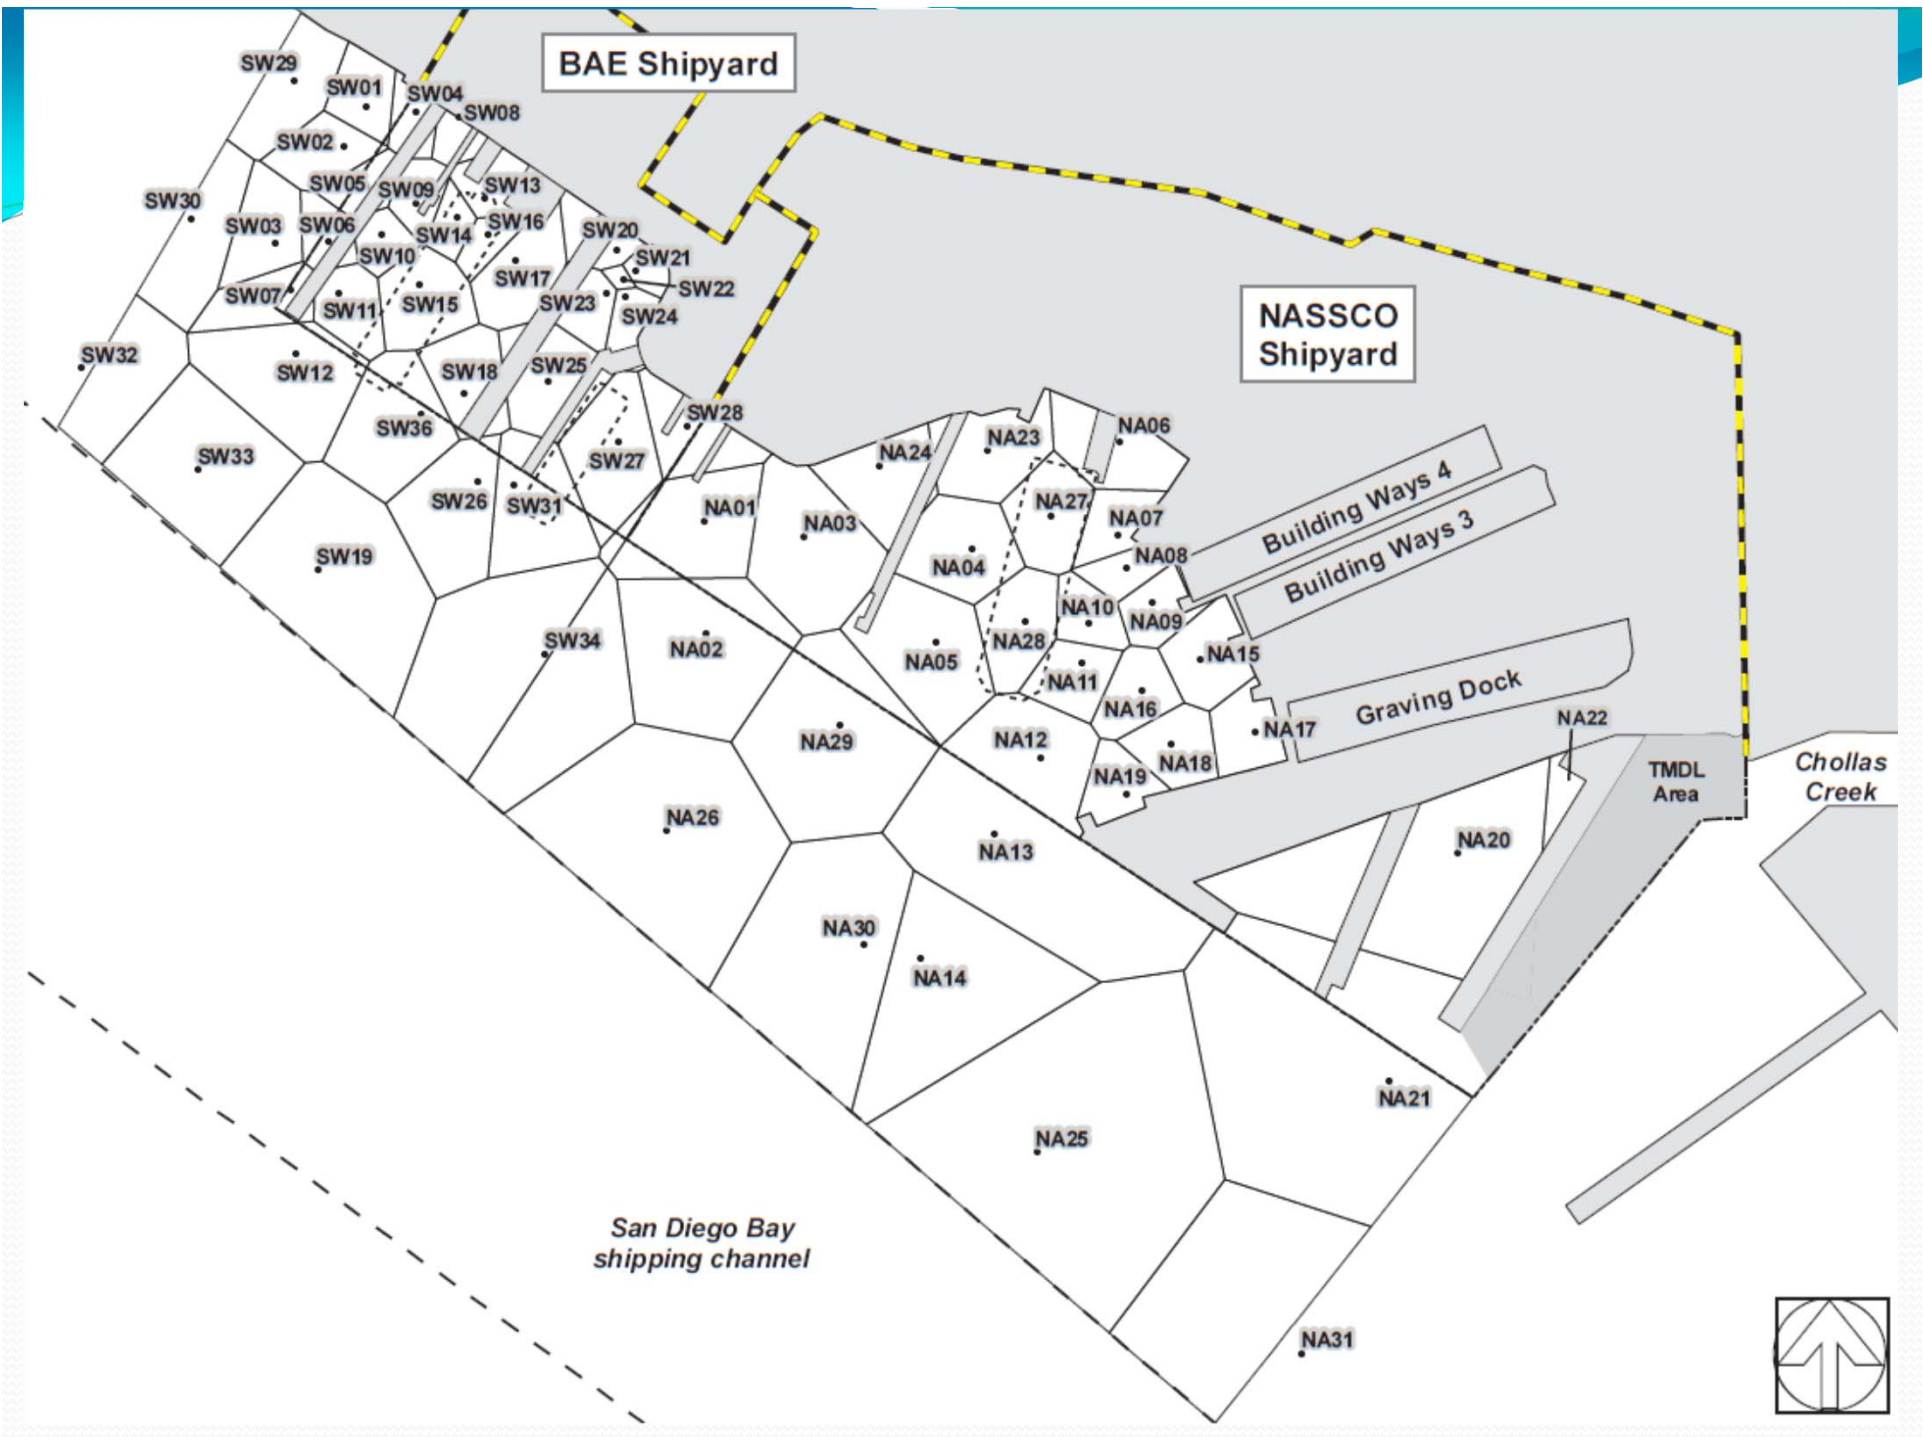 BAE Shipyard
SW29
SW01
SW04
SW08
SW02
SW05
SW09
SW13
SW30
SW03
SW06
SW14
SW16
SW20
SW10
SW21
SW17
SW22
SW07
SW11
SW15
SW23
SW24
NASSCO
Shipyard
SW32
SW12
SW18
SW25
SW28
SW36
NA06
NA23
NA24
SW33
SW27
Building Ways 4
SW26
SW31
NA01
NA03
NA27
NA07
Building Ways 3
SW19
NA04
NA08
NA10
NA09
SW34
NA02
NA05
NA28
NA15
NA11
Graving Dock
NA16
NA22
NA29
NA12
NA17
NA18
NA19
TMDL
Area
Chollas
Creek
NA26
NA13
NA20
NA30
NA14
NA21
NA25
San Diego Bay
shipping channel
NA31